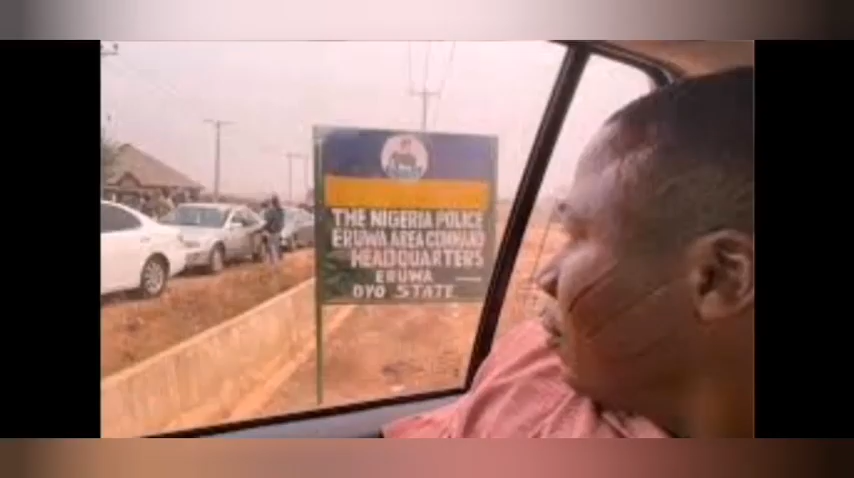 THE NIGERIA POLICE
ERUWA AREA COMMAND
HEADQUARTERS
ERUWA
OYO STATE